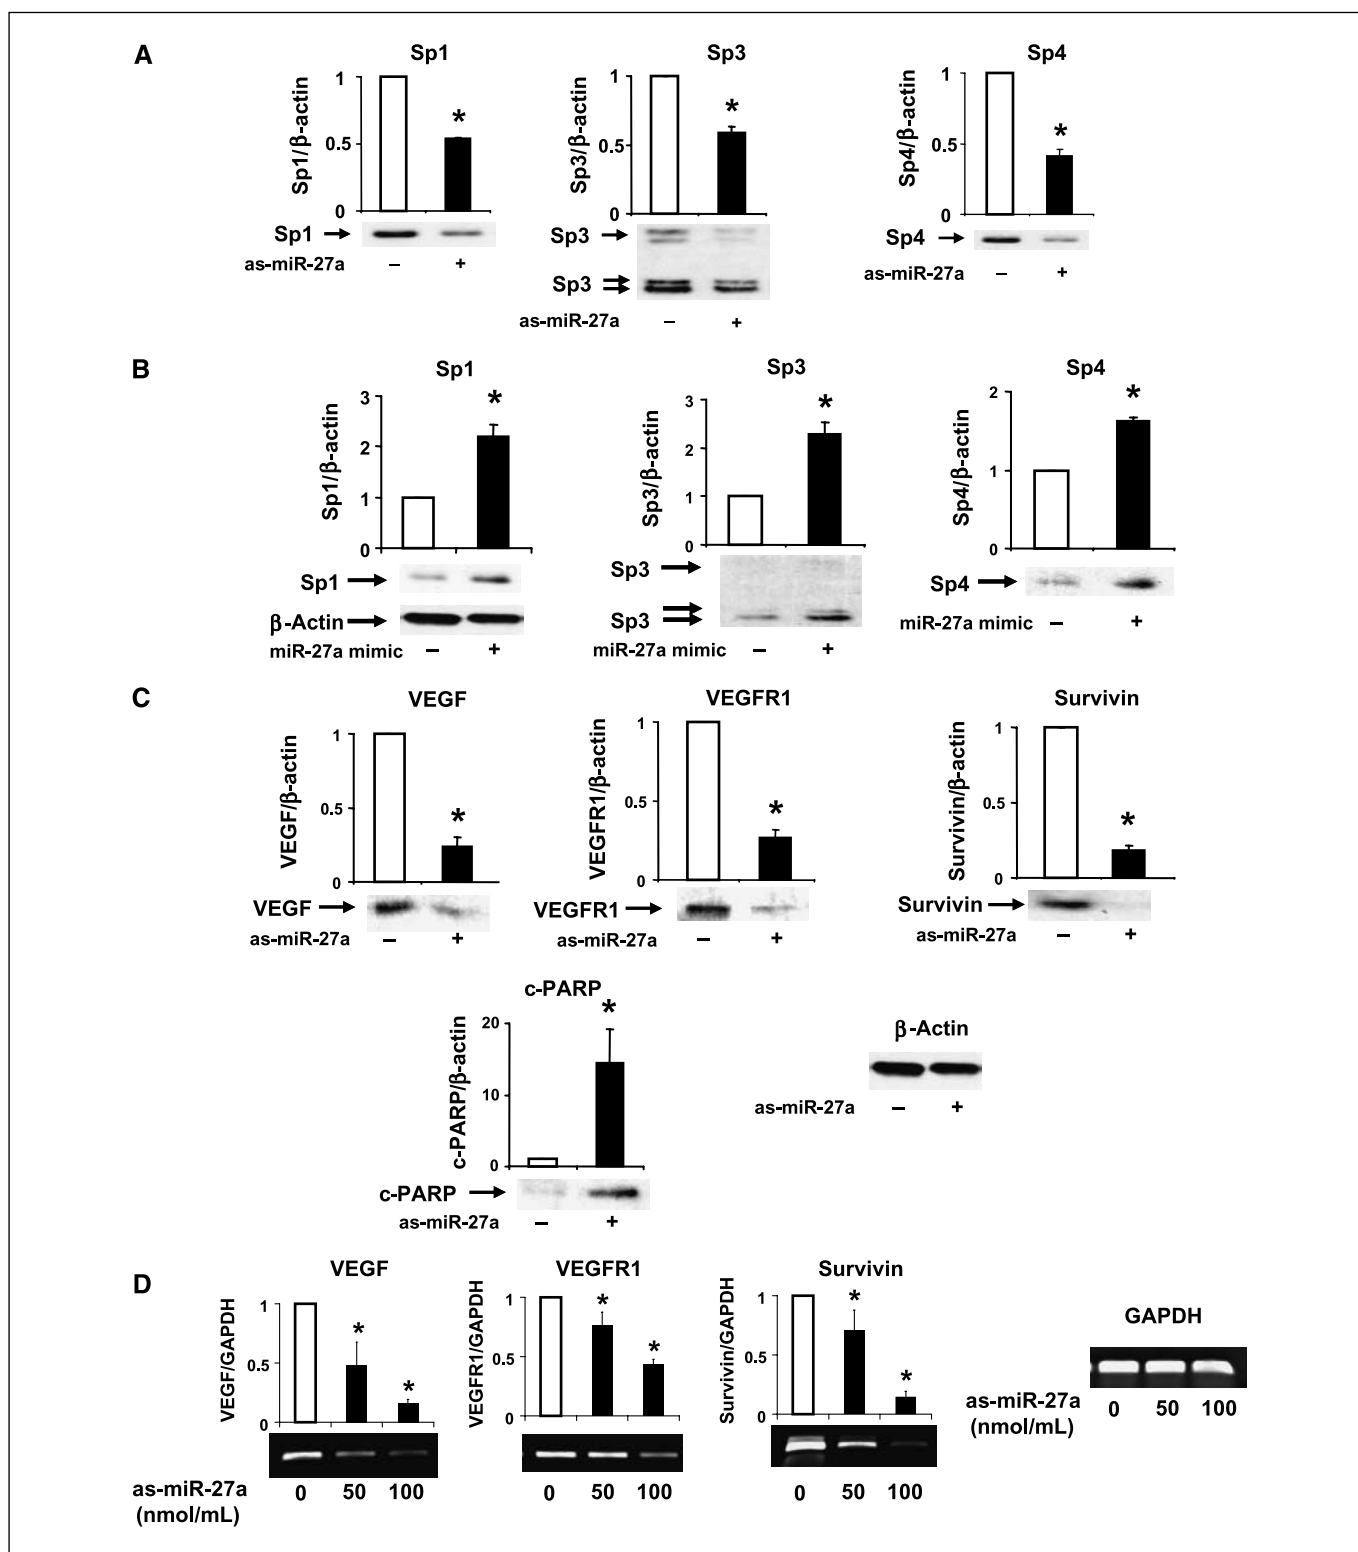 A
Sp1
Sp3
Sp4
Sp1/β-actin
1
0.5
0
*
Sp3/β-actin
1
0.5
0
*
Sp4/β-actin
1
0.5
0
*
Sp1
as-miR-27a – +
Sp3
Sp3
as-miR-27a – +
Sp4
as-miR-27a – +
B
Sp1
Sp3
Sp4
Sp1/β-actin
3
2
1
0
*
Sp3/β-actin
3
2
1
0
*
Sp4/β-actin
2
1
0
*
Sp1
β-Actin
miR-27a mimic – +
Sp3
Sp3
miR-27a mimic – +
Sp4
miR-27a mimic – +
C
VEGF
VEGFR1
Survivin
VEGF/β-actin
1
0.5
0
*
VEGFR1/β-actin
1
0.5
0
*
Survivin/β-actin
1
0.5
0
*
VEGF
as-miR-27a – +
VEGFR1
as-miR-27a – +
Survivin
as-miR-27a – +
c-PARP
c-PARP/β-actin
20
10
0
*
c-PARP
as-miR-27a – +
β-Actin
as-miR-27a – +
D
VEGF
VEGFR1
Survivin
VEGF/GAPDH
1
0.5
0
*
*
VEGFR1/GAPDH
1
0.5
0
*
*
Survivin/GAPDH
1
0.5
0
*
*
GAPDH
as-miR-27a
(nmol/mL)
0 50 100
as-miR-27a
(nmol/mL)
0 50 100
0 50 100
0 50 100